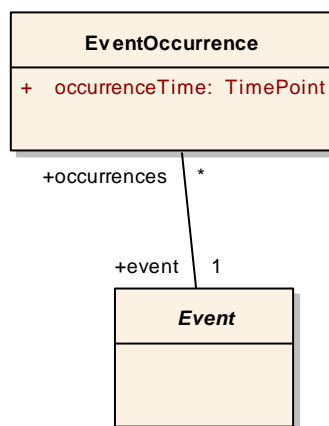 EventOccurrence
+ occurrenceTime: TimePoint
+occurrences *
+event 1
Event